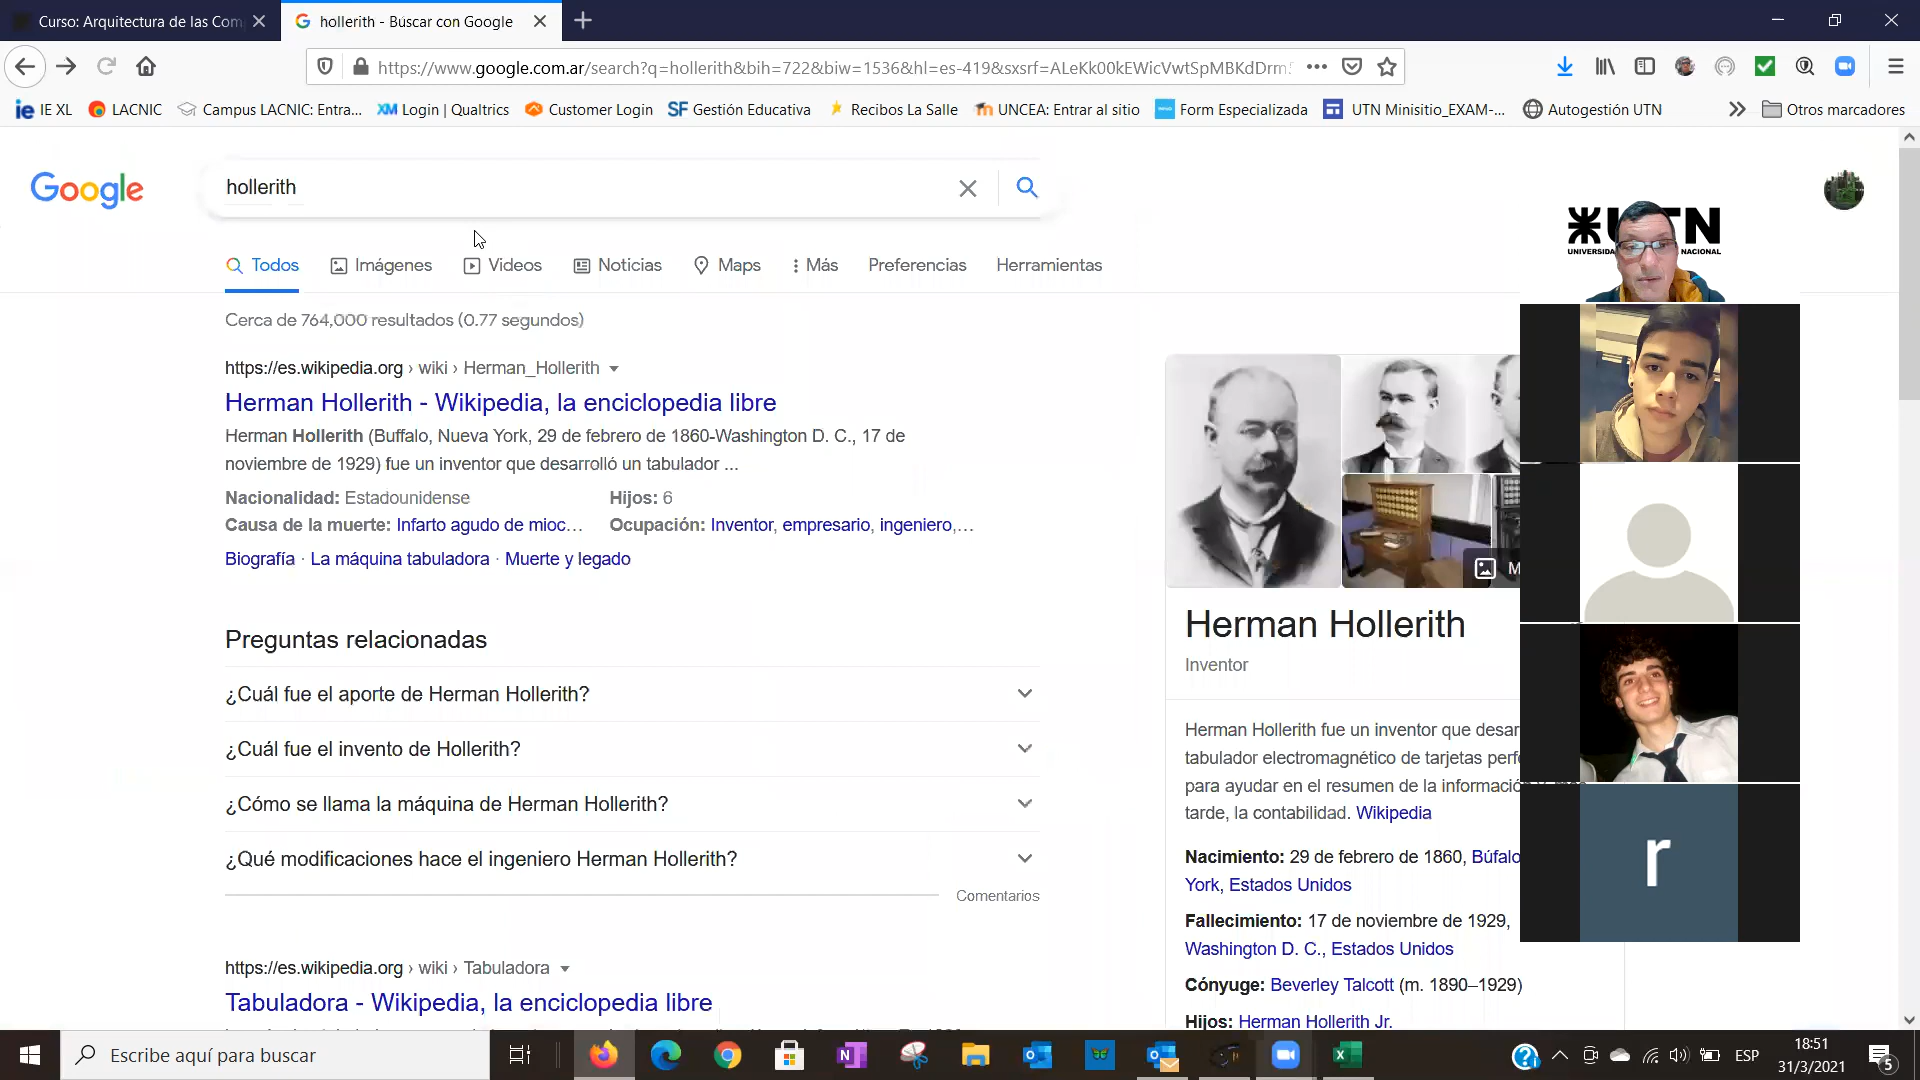 Curso: Arquitectura de las Com
hollerith - Buscar con Google
https://www.google.com.ar/search?q=hollerith&bih=722&biw=1536&hl=es-419&sxsrf=ALeKk00kEWicVwtSpMBKdDrm
IE XL
LACNIC
Campus LACNIC: Entra...
XM Login | Qualtrics
Customer Login
SF Gestión Educativa
Recibos La Salle
UNCEA: Entrar al sitio
Form Especializada
UTN Minisitio_EXAM-...
Autogestión UTN
Otros marcadores
Google
hollerith
UTN
UNIVERSIDA NACIONAL
Todos
Imágenes
Videos
Noticias
Maps
Más
Preferencias
Herramientas
Cerca de 764,000 resultados (0.77 segundos)
https://es.wikipedia.org › wiki › Herman_Hollerith
Herman Hollerith - Wikipedia, la enciclopedia libre
Herman Hollerith (Buffalo, Nueva York, 29 de febrero de 1860-Washington D. C., 17 de
noviembre de 1929) fue un inventor que desarrolló un tabulador ...
Nacionalidad: Estadounidense
Hijos: 6
Causa de la muerte: Infarto agudo de mioc...
Ocupación: Inventor, empresario, ingeniero,...
Biografía · La máquina tabuladora · Muerte y legado
Preguntas relacionadas
¿Cuál fue el aporte de Herman Hollerith?
¿Cuál fue el invento de Hollerith?
¿Cómo se llama la máquina de Herman Hollerith?
¿Qué modificaciones hace el ingeniero Herman Hollerith?
Comentarios
https://es.wikipedia.org › wiki › Tabuladora
Tabuladora - Wikipedia, la enciclopedia libre
M
Herman Hollerith
Inventor
Herman Hollerith fue un inventor que desar
tabulador electromagnético de tarjetas perf
para ayudar en el resumen de la informació
tarde, la contabilidad. Wikipedia
Nacimiento: 29 de febrero de 1860, Búfalo
York, Estados Unidos
Fallecimiento: 17 de noviembre de 1929,
Washington D. C., Estados Unidos
Cónyuge: Beverley Talcott (m. 1890–1929)
Hijos: Herman Hollerith Jr.
r
Escribe aquí para buscar
ESP
18:51
31/3/2021
5